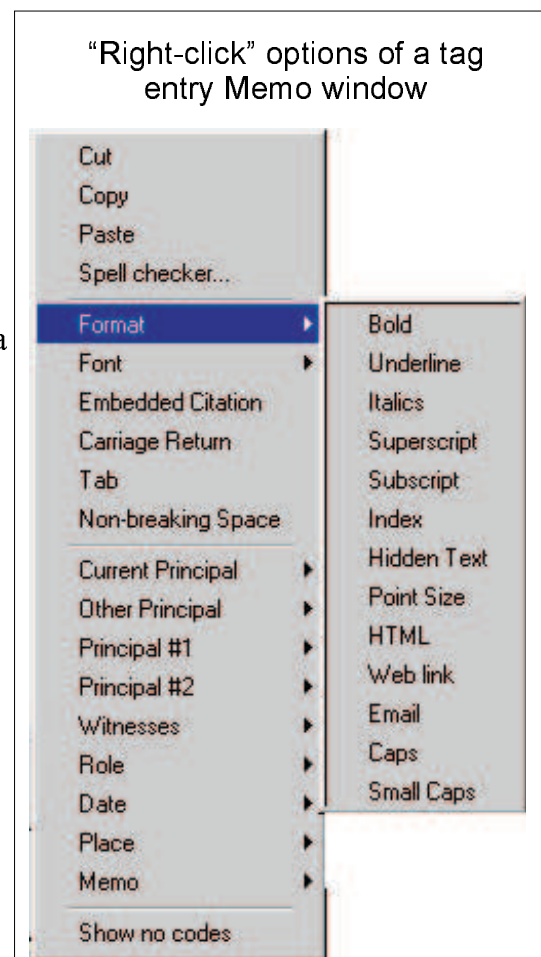 “Right-click” options of a tag
entry Memo window
Cut
Copy
Paste
Spell checker...
a
Format
Font
Embedded Citation
Carriage Return
Tab
Non-breaking Space
Current Principal
Other Principal
Principal #1
Principal #2
Witnesses
Role
Date
Place
Memo
Show no codes
Bold
Underline
Italics
Superscript
Subscript
Index
Hidden Text
Point Size
HTML
Web link
Email
Caps
Small Caps